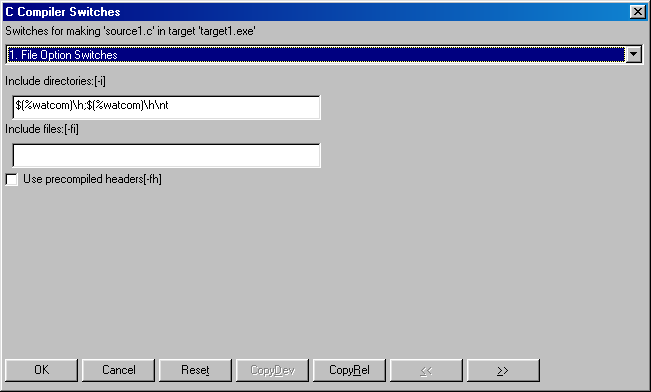 C Compiler Switches
Switches for making 'source1.c' in target 'target1.exe'
1. File Option Switches
Include directories:[-i]
$(%watcom)\h;$(%watcom)\h\nt
Include files:[-fi]
Use precompiled headers[-fh]
OK Cancel Reset CopyDev CopyRel << >>